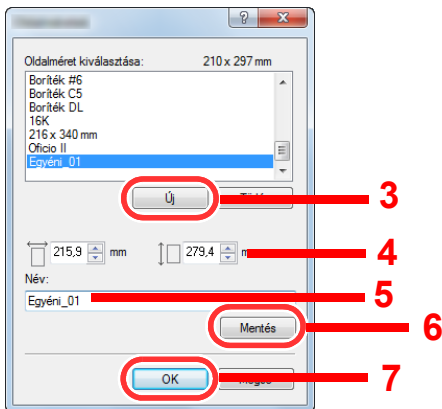 Oldalméret kiválasztása: 210 x 297 mm
Boríték #6
Boríték C5
Boríték DL
16K
216 x 340 mm
Oficio II
Egyéni_01
Új
3
215,9 mm 279,4
4
Név:
5
Egyéni_01
Mentés
6
OK
7